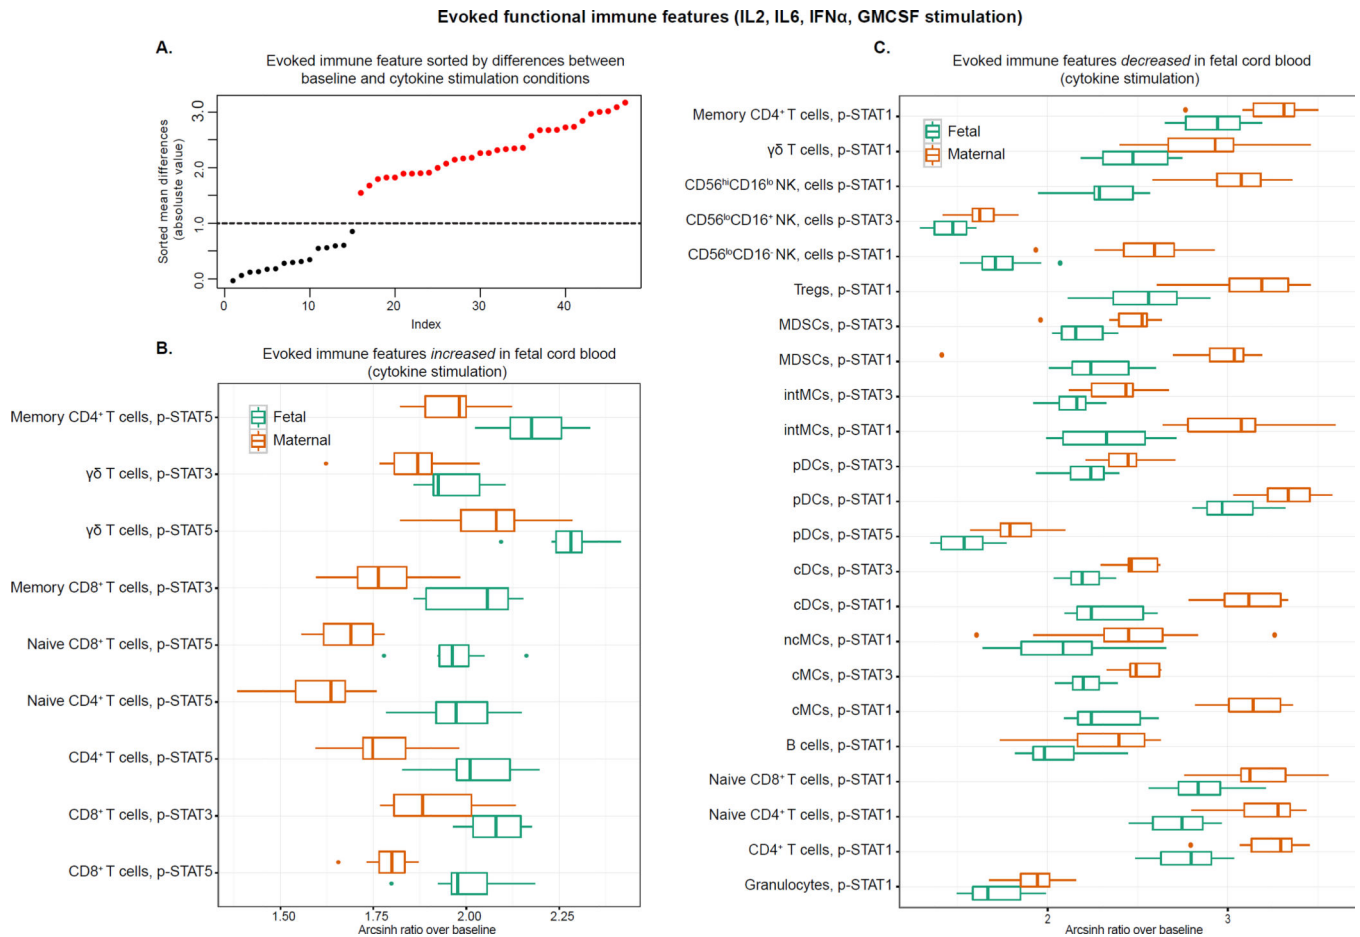 Evoked functional immune features (IL2, IL6, IFNα, GMCSF stimulation)
A.
Evoked immune feature sorted by differences between
baseline and cytokine stimulation conditions
Sorted mean differences
(absoluste value)
3.0
2.0
1.0
0.0
0
10
20
30
40
Index
B.
Evoked immune features increased in fetal cord blood
(cytokine stimulation)
Fetal
Maternal
Memory CD4⁺ T cells, p-STAT5
γδ T cells, p-STAT3
γδ T cells, p-STAT5
Memory CD8⁺ T cells, p-STAT3
Naive CD8⁺ T cells, p-STAT5
Naive CD4⁺ T cells, p-STAT5
CD4⁺ T cells, p-STAT5
CD8⁺ T cells, p-STAT3
CD8⁺ T cells, p-STAT5
1.50
1.75
2.00
2.25
Arcsinh ratio over baseline
C.
Evoked immune features decreased in fetal cord blood
(cytokine stimulation)
Fetal
Maternal
Memory CD4⁺ T cells, p-STAT1
γδ T cells, p-STAT1
CD56ʰⁱCD16ˡᵒ NK, cells p-STAT1
CD56ˡᵒCD16⁺ NK, cells p-STAT3
CD56ˡᵒCD16⁻ NK, cells p-STAT1
Tregs, p-STAT1
MDSCs, p-STAT3
MDSCs, p-STAT1
intMCs, p-STAT3
intMCs, p-STAT1
pDCs, p-STAT3
pDCs, p-STAT1
pDCs, p-STAT5
cDCs, p-STAT3
cDCs, p-STAT1
ncMCs, p-STAT1
cMCs, p-STAT3
cMCs, p-STAT1
B cells, p-STAT1
Naive CD8⁺ T cells, p-STAT1
Naive CD4⁺ T cells, p-STAT1
CD4⁺ T cells, p-STAT1
Granulocytes, p-STAT1
2
3
Arcsinh ratio over baseline